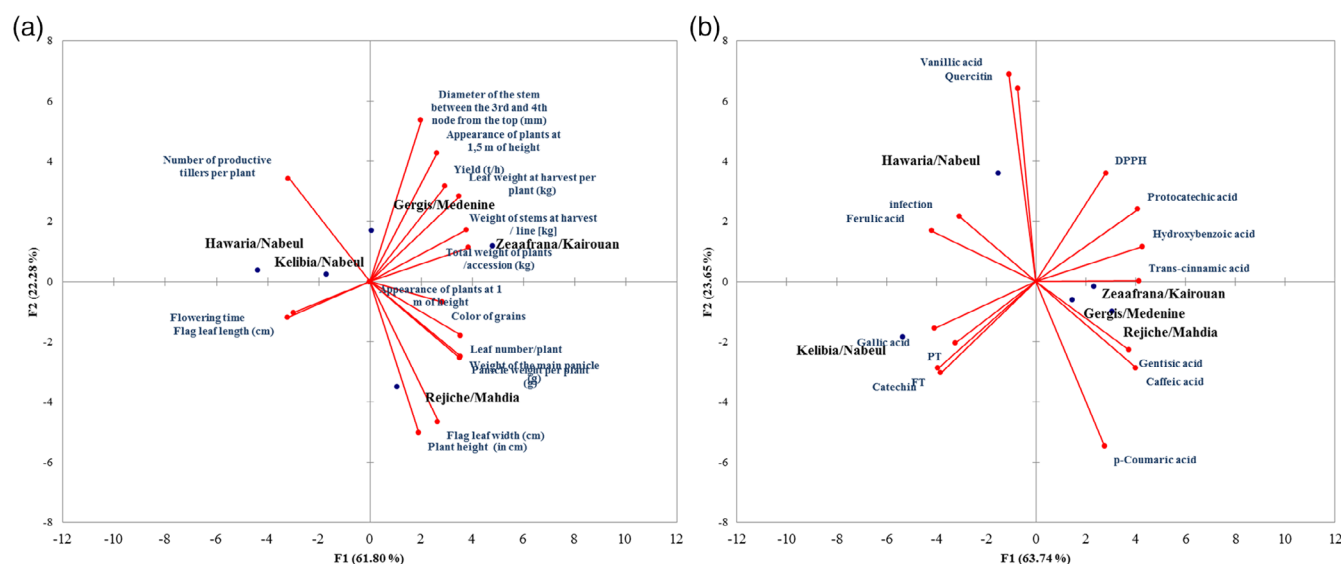 (a)
8
6
4
2
0
-2
-4
-6
-8
F2 (22.28 %)
Diameter of the stem
between the 3rd and 4th
node from the top (mm)
Appearance of plants at
1,5 m of height
Number of productive
tillers per plant
Yield (t/h)
Leaf weight at harvest per
plant (kg)
Gergis/Medenine
Weight of stems at harvest
/ line [kg]
Hawaria/Nabeul
Zeaafrana/Kairouan
Kelibia/Nabeul
Total weight of plants
/accession (kg)
Appearance of plants at 1
m of height
Flowering time
Color of grains
Flag leaf length (cm)
Leaf number/plant
Weight of the main panicle
(g)
Panicle weight per plant
(g)
Rejiche/Mahdia
Flag leaf width (cm)
Plant height (in cm)
-12 -10 -8 -6 -4 -2 0 2 4 6 8 10 12
F1 (61.80 %)
(b)
8
6
4
2
0
-2
-4
-6
-8
F2 (23.65 %)
Vanillic acid
Quercitin
Hawaria/Nabeul
DPPH
infection
Protocatechic acid
Ferulic acid
Hydroxybenzoic acid
Trans-cinnamic acid
Zeaafrana/Kairouan
Gergis/Medenine
Rejiche/Mahdia
Gallic acid
Kelibia/Nabeul
PT
Gentisic acid
FT
Catechin
Caffeic acid
p-Coumaric acid
-12 -10 -8 -6 -4 -2 0 2 4 6 8 10 12
F1 (63.74 %)